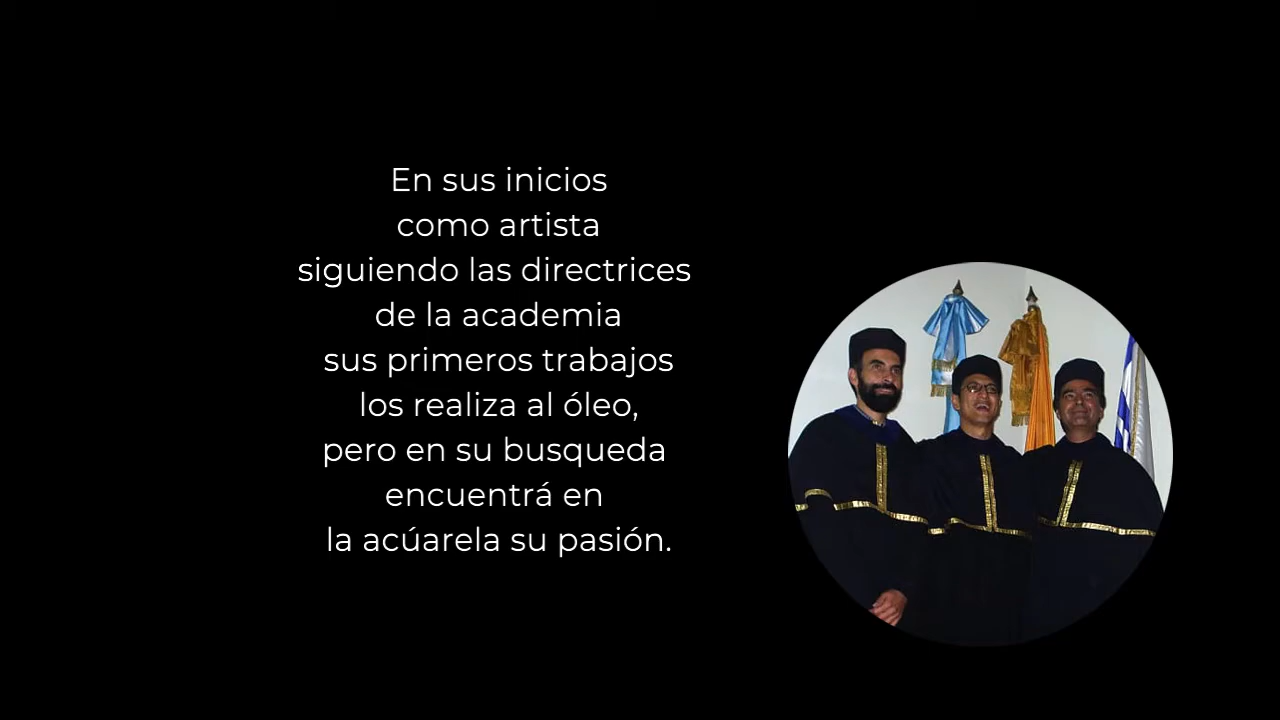 En sus inicios
como artista
siguiendo las directrices
de la academia
sus primeros trabajos
los realiza al óleo,
pero en su busqueda
encuentrá en
la acúarela su pasión.